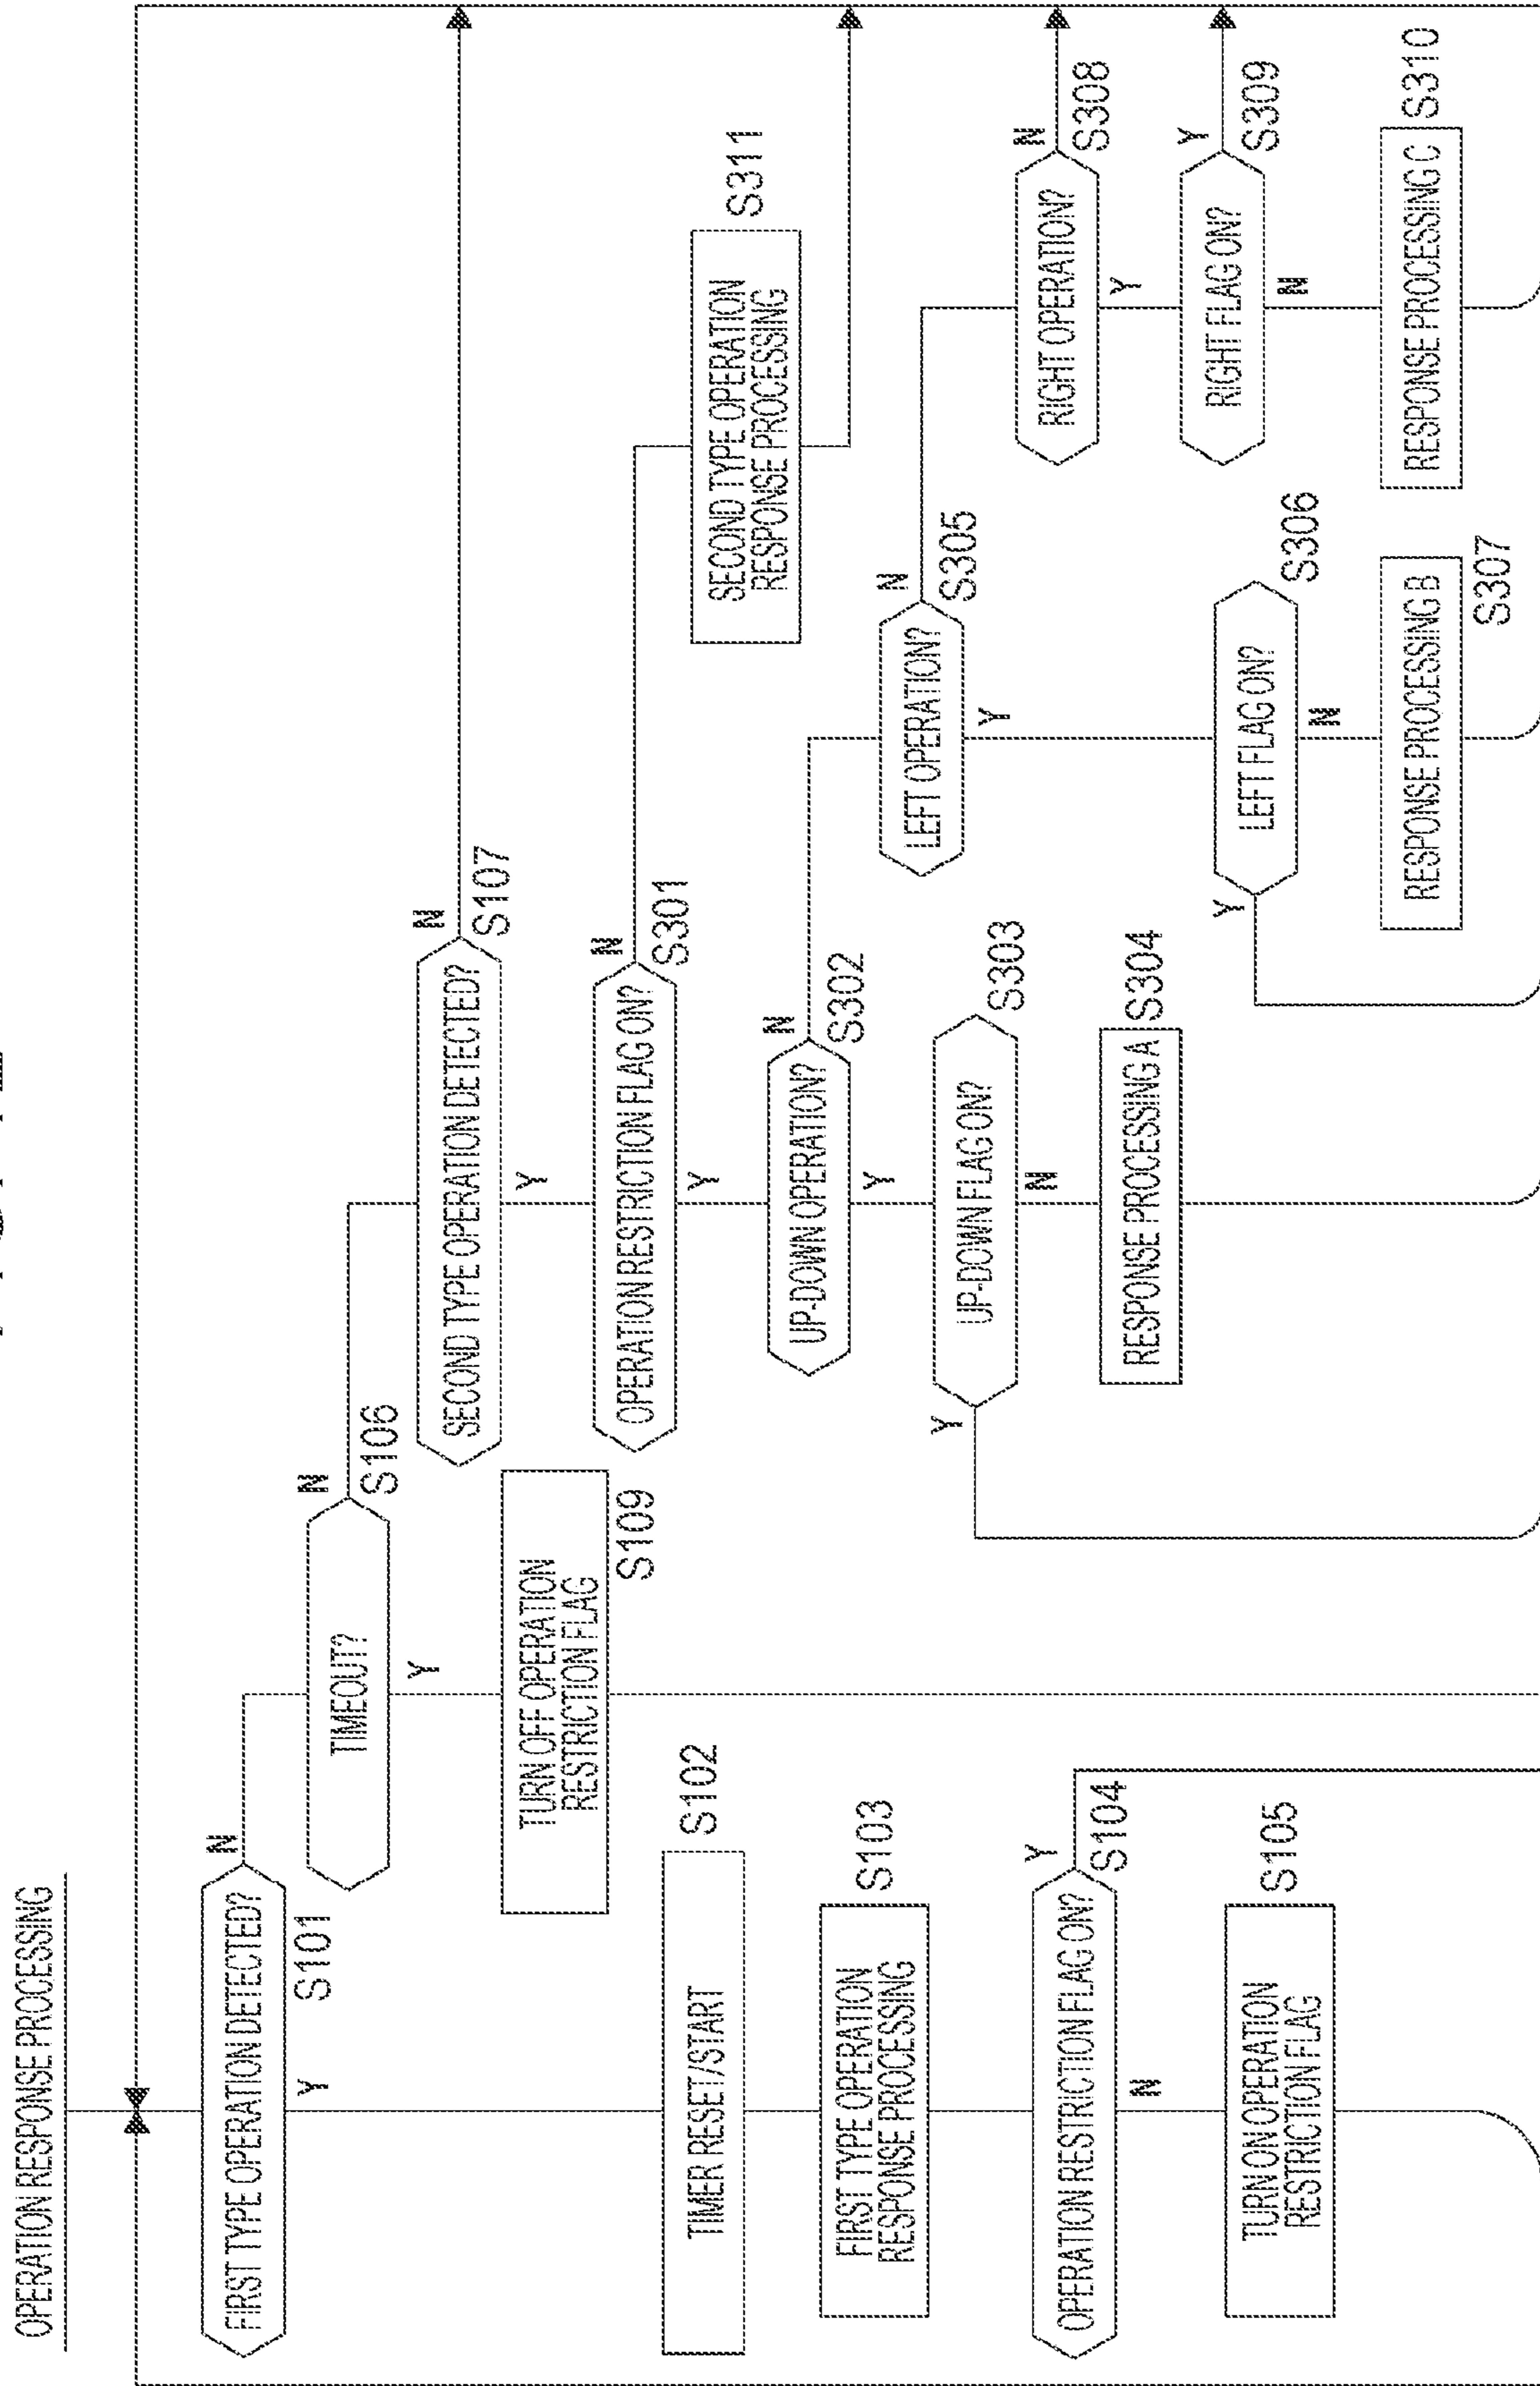 OPERATION RESPONSE PROCESSING
FIRST TYPE OPERATION DETECTED?
N
S101
Y
TIMEOUT?
N
S106
Y
TURN OFF OPERATION
RESTRICTION FLAG
S109
TIMER RESET/START
S102
FIRST TYPE OPERATION
RESPONSE PROCESSING
S103
OPERATION RESTRICTION FLAG ON?
Y
S104
N
TURN ON OPERATION
RESTRICTION FLAG
S105
SECOND TYPE OPERATION DETECTED?
N
S107
Y
OPERATION RESTRICTION FLAG ON?
N
S301
Y
SECOND TYPE OPERATION
RESPONSE PROCESSING
S311
UP-DOWN OPERATION?
N
S302
Y
UP-DOWN FLAG ON?
S303
Y
N
RESPONSE PROCESSING A
S304
LEFT OPERATION?
N
S305
Y
LEFT FLAG ON?
S306
Y
N
RESPONSE PROCESSING B
S307
RIGHT OPERATION?
N
S308
Y
RIGHT FLAG ON?
Y
S309
N
RESPONSE PROCESSING C
S310